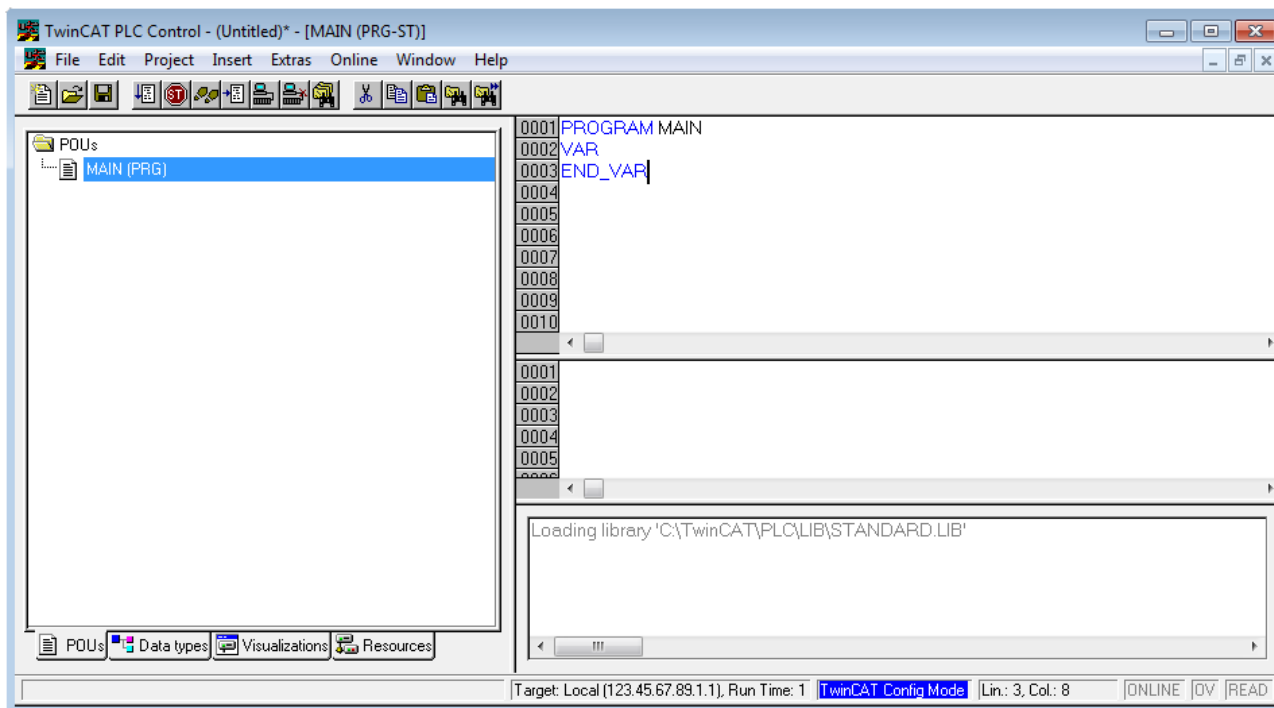 TwinCAT PLC Control - (Untitled)* - [MAIN (PRG-ST)]
File Edit Project Insert Extras Online Window Help
POUs
MAIN (PRG)
0001 PROGRAM MAIN
0002 VAR
0003 END_VAR
0004
0005
0006
0007
0008
0009
0010
0001
0002
0003
0004
0005
Loading library 'C:\TwinCAT\PLC\LIB\STANDARD.LIB'
POUs Data types Visualizations Resources
Target: Local (123.45.67.89.1.1), Run Time: 1 TwinCAT Config Mode Lin.: 3, Col.: 8 ONLINE OV READ